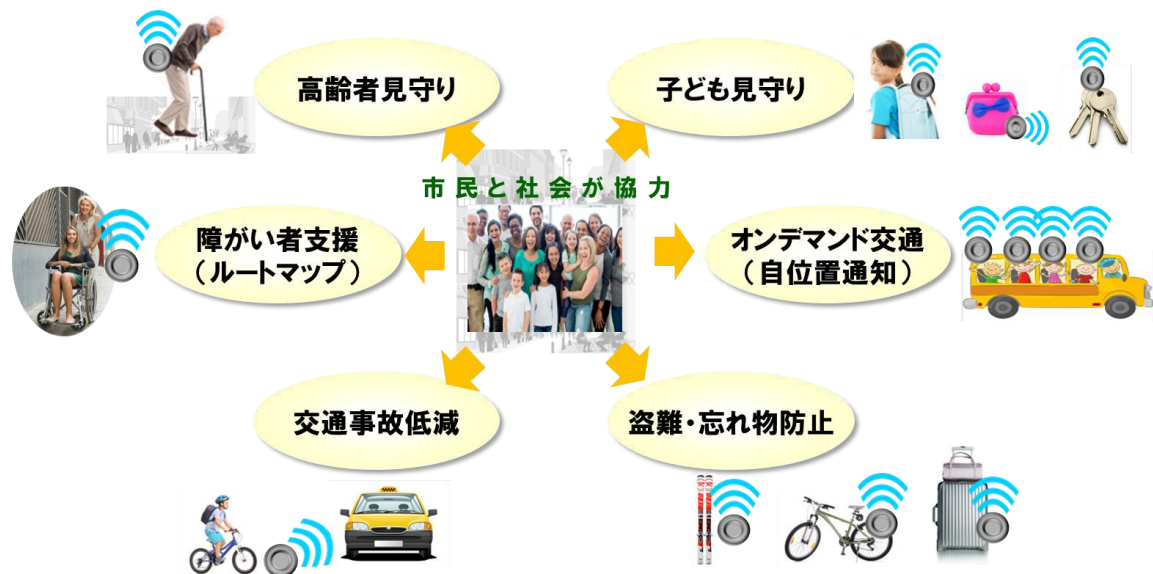 高齢者見守り
子ども見守り
市民と社会が協力
障がい者支援
（ルートマップ）
オンデマンド交通
（自位置通知）
交通事故低減
盗難・忘れ物防止